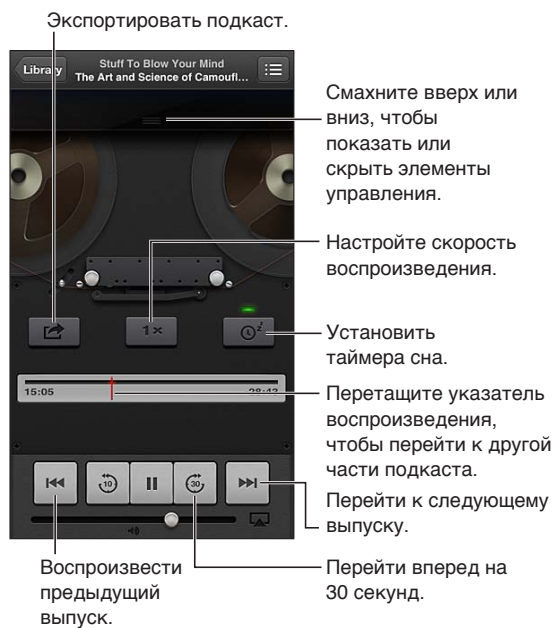 Экспортировать подкаст.
Library
Stuff To Blow Your Mind
The Art and Science of Camoufl...
Смахните вверх или
вниз, чтобы
показать или
скрыть элементы
управления.
Настройте скорость
воспроизведения.
1×
z
Установить
таймера сна.
15:05
28:43
Перетащите указатель
воспроизведения,
чтобы перейти к другой
части подкаста.
10
30
Перейти к следующему
выпуску.
Воспроизвести
предыдущий
выпуск.
Перейти вперед на
30 секунд.